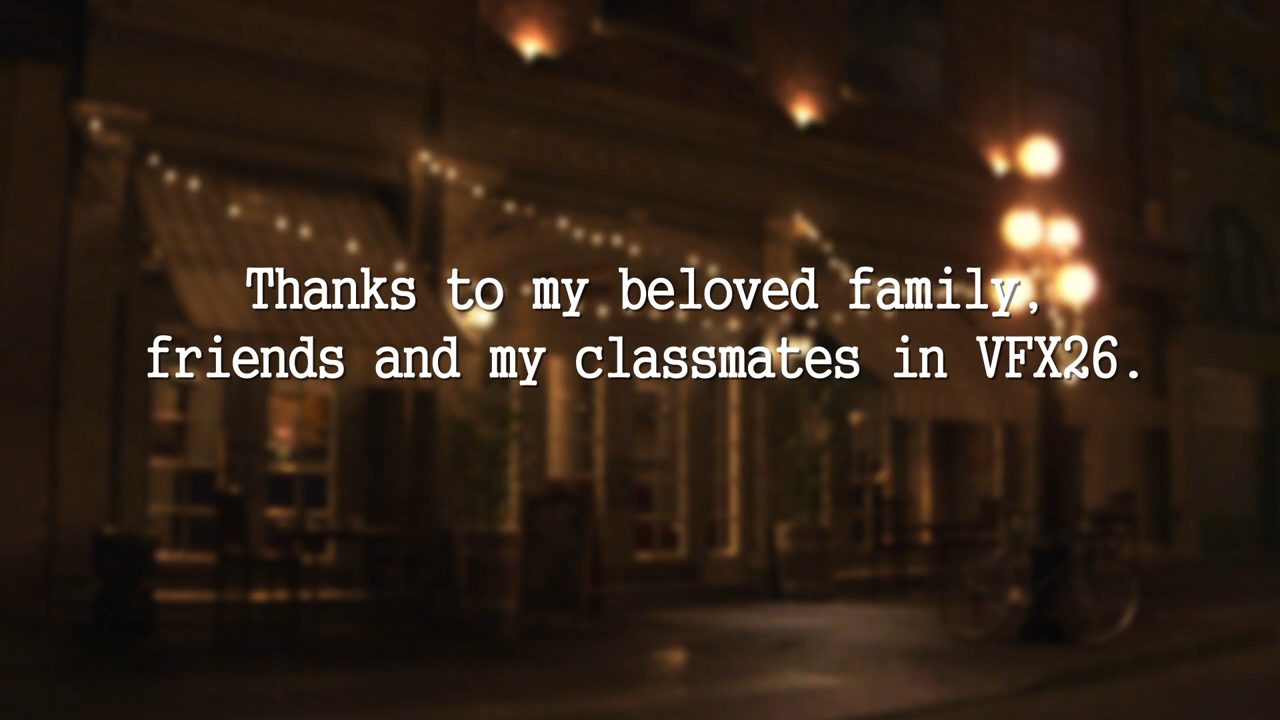 Thanks to my beloved family,
friends and my classmates in VFX26.